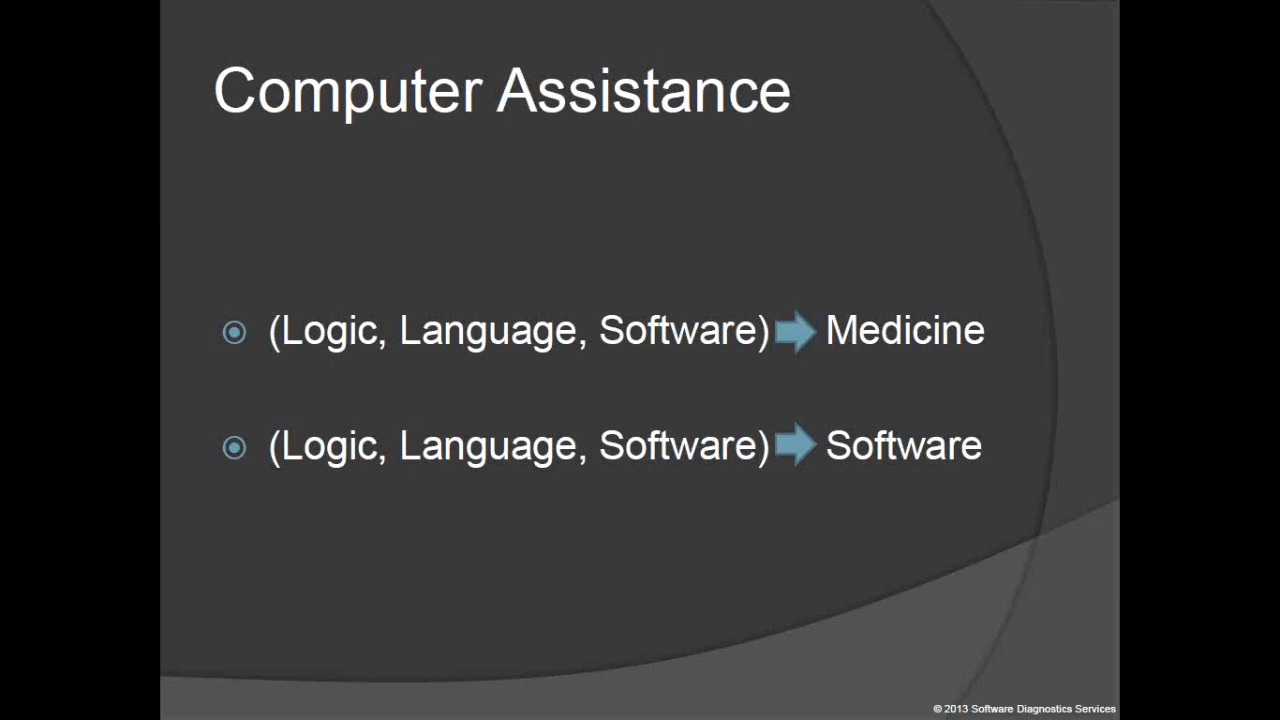 Computer Assistance
(Logic, Language, Software) Medicine
(Logic, Language, Software) Software
© 2013 Software Diagnostics Services